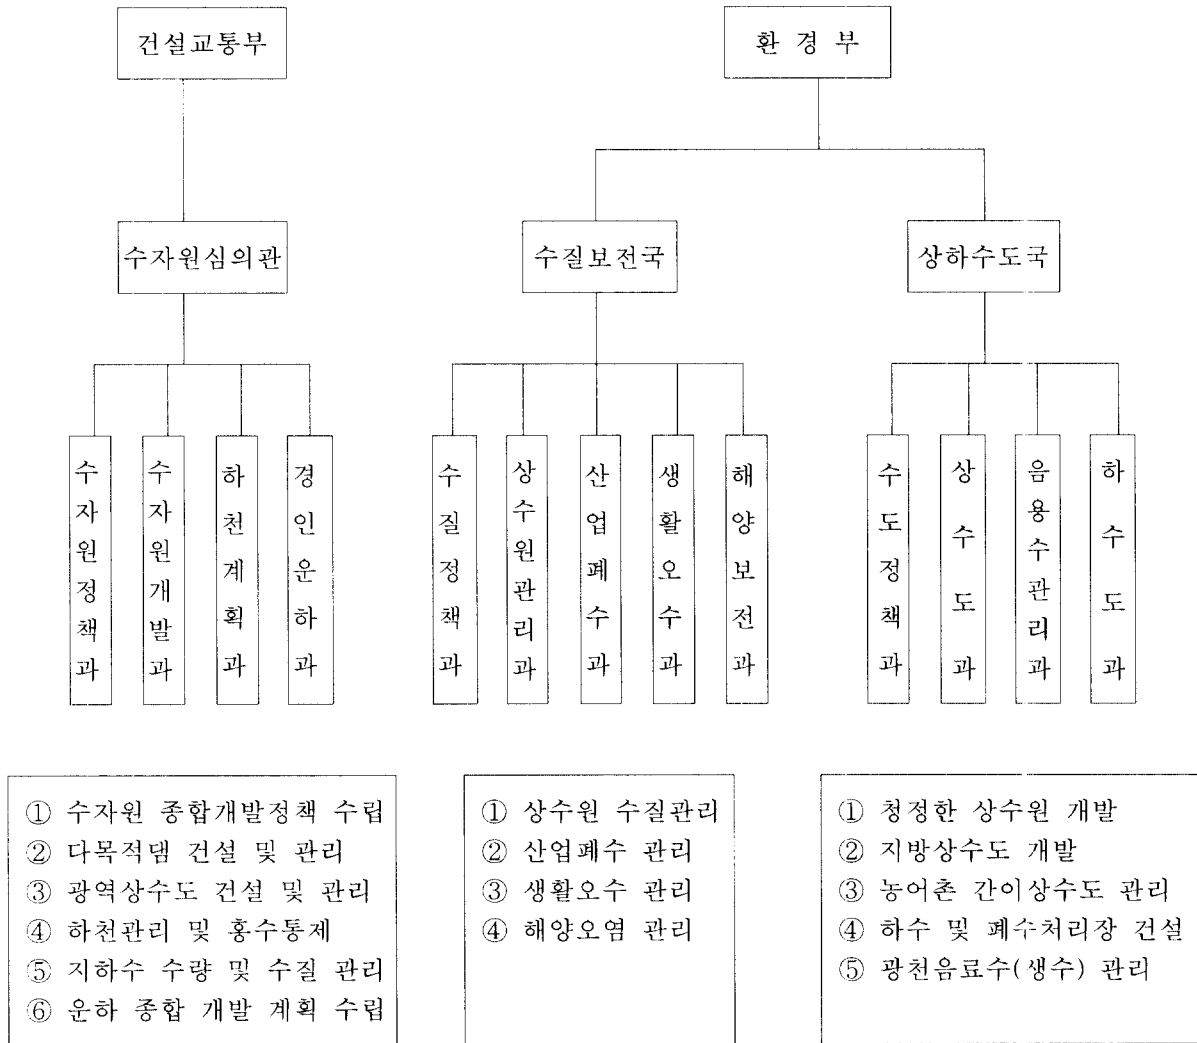 건설교통부
환 경 부
수자원심의관
수질보전국
상하수도국
수자원정책과
수자원개발과
하천계획과
경인운하과
수질정책과
상수원관리과
산업폐수과
생활오수과
해양보전과
수도정책과
상수도과
음용수관리과
하수도과
① 수자원 종합개발정책 수립
② 다목적댐 건설 및 관리
③ 광역상수도 건설 및 관리
④ 하천관리 및 홍수통제
⑤ 지하수 수량 및 수질 관리
⑥ 운하 종합 개발 계획 수립
① 상수원 수질관리
② 산업폐수 관리
③ 생활오수 관리
④ 해양오염 관리
① 청정한 상수원 개발
② 지방상수도 개발
③ 농어촌 간이상수도 관리
④ 하수 및 폐수처리장 건설
⑤ 광천음료수(생수) 관리